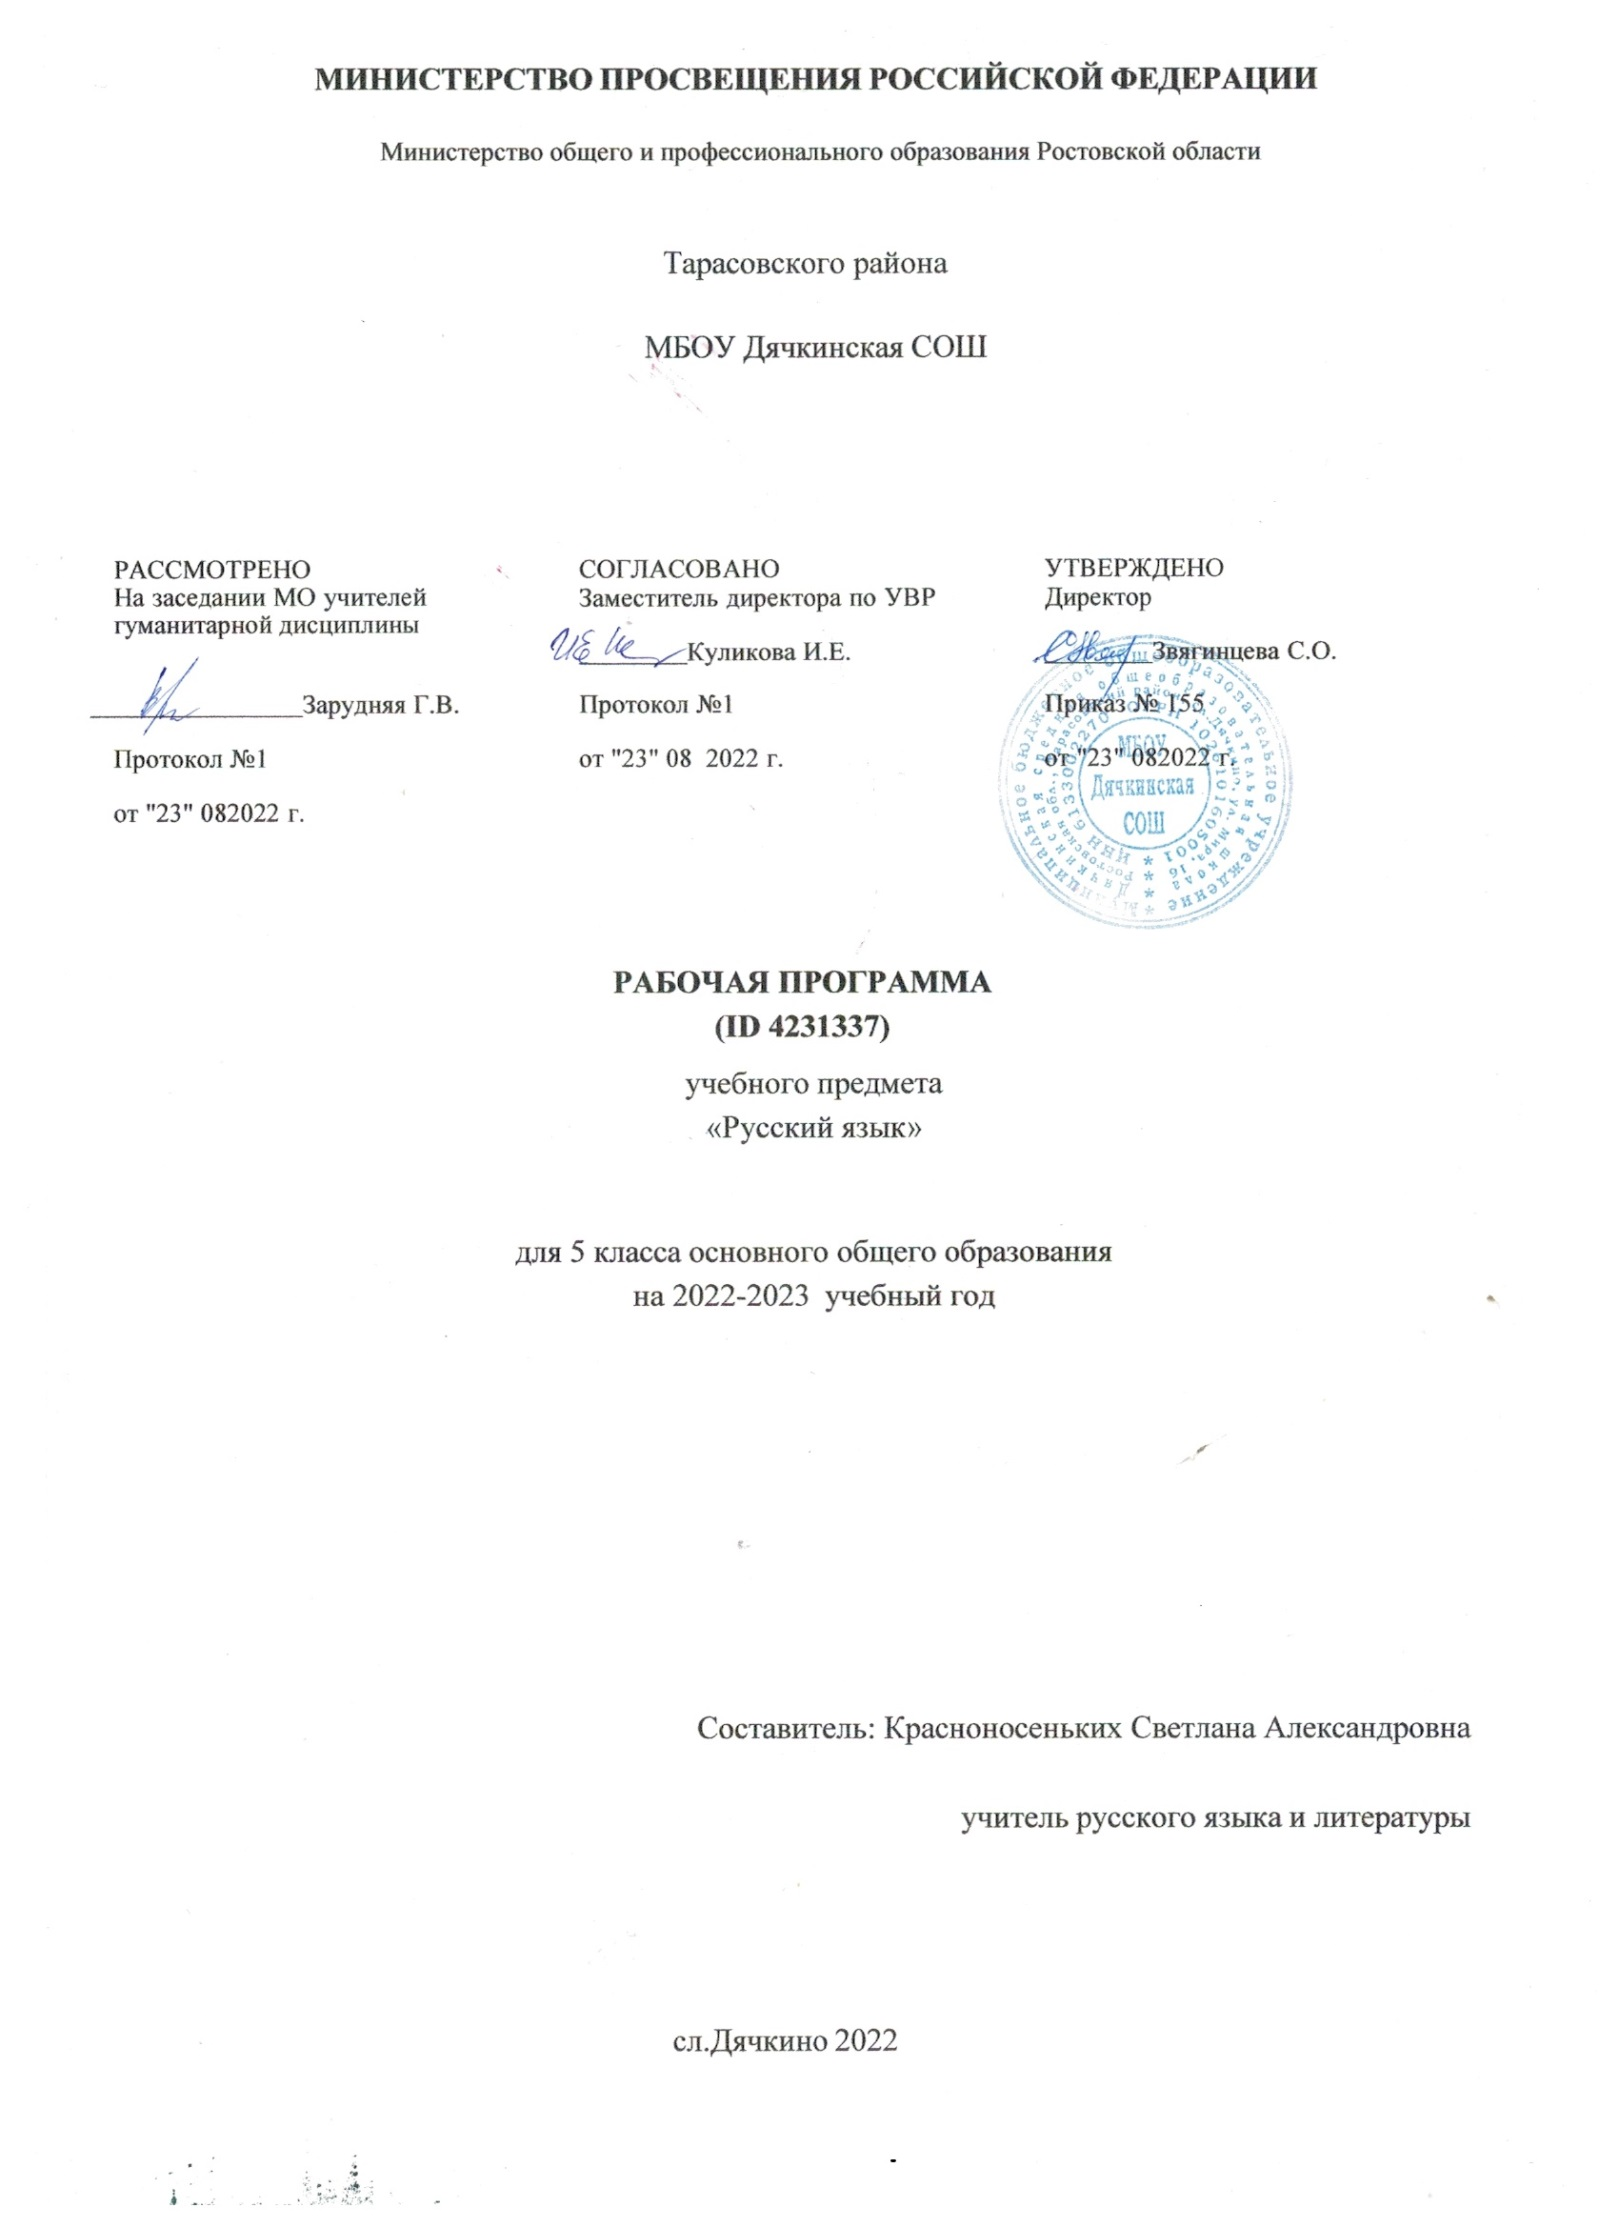 МИНИСТЕРСТВО ПРОСВЕЩЕНИЯ РОССИЙСКОЙ ФЕДЕРАЦИИ
Министерство общего и профессионального образования Ростовской области
Тарасовского района
МБОУ Дячкинская СОШ
РАССМОТРЕНО
На заседании МО учителей
гуманитарной дисциплины
______________Зарудняя Г.В.
Протокол №1
от "23" 082022 г.
СОГЛАСОВАНО
Заместитель директора по УВР
________Куликова И.Е.
Протокол №1
от "23" 08  2022 г.
УТВЕРЖДЕНО
Директор
________Звягинцева С.О.
Приказ № 155
от "23" 082022 г.
МБОУ
Дячкинская
СОШ
РАБОЧАЯ ПРОГРАММА
(ID 4231337)
учебного предмета
«Русский язык»
для 5 класса основного общего образования
на 2022-2023  учебный год
Составитель: Красноносеньких Светлана Александровна
учитель русского языка и литературы
сл.Дячкино 2022